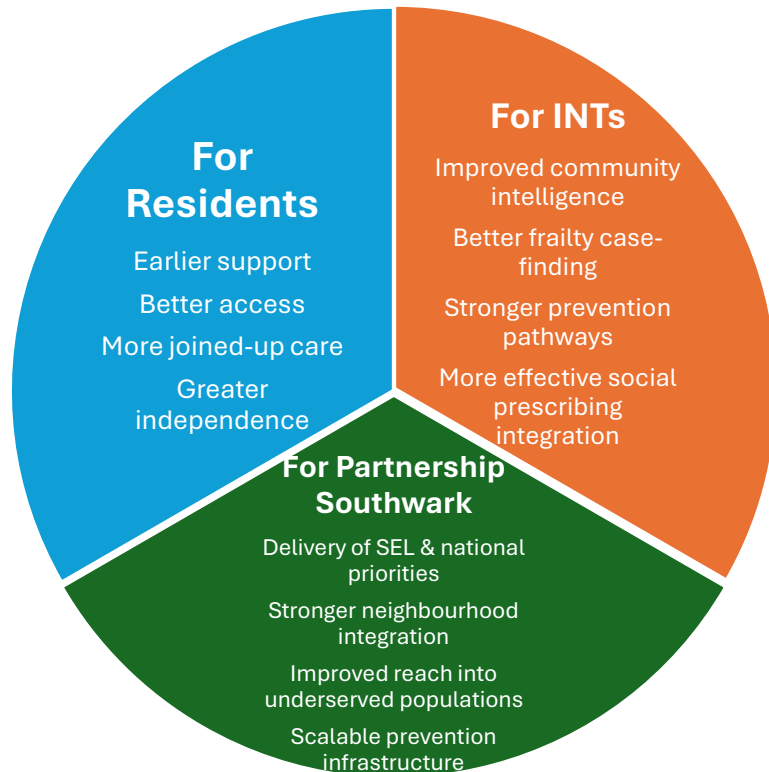 For
Residents
Earlier support
Better access
More joined-up care
Greater
independence
For INTs
Improved community
intelligence
Better frailty case-
finding
Stronger prevention
pathways
More effective social
prescribing
integration
For Partnership
Southwark
Delivery of SEL & national
priorities
Stronger neighbourhood
integration
Improved reach into
underserved populations
Scalable prevention
infrastructure